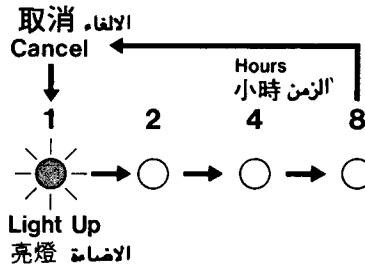 取消 الالغاء
Cancel
Hours
小時 الزمن
1 2 4 8
Light Up
亮燈 الاضاءة